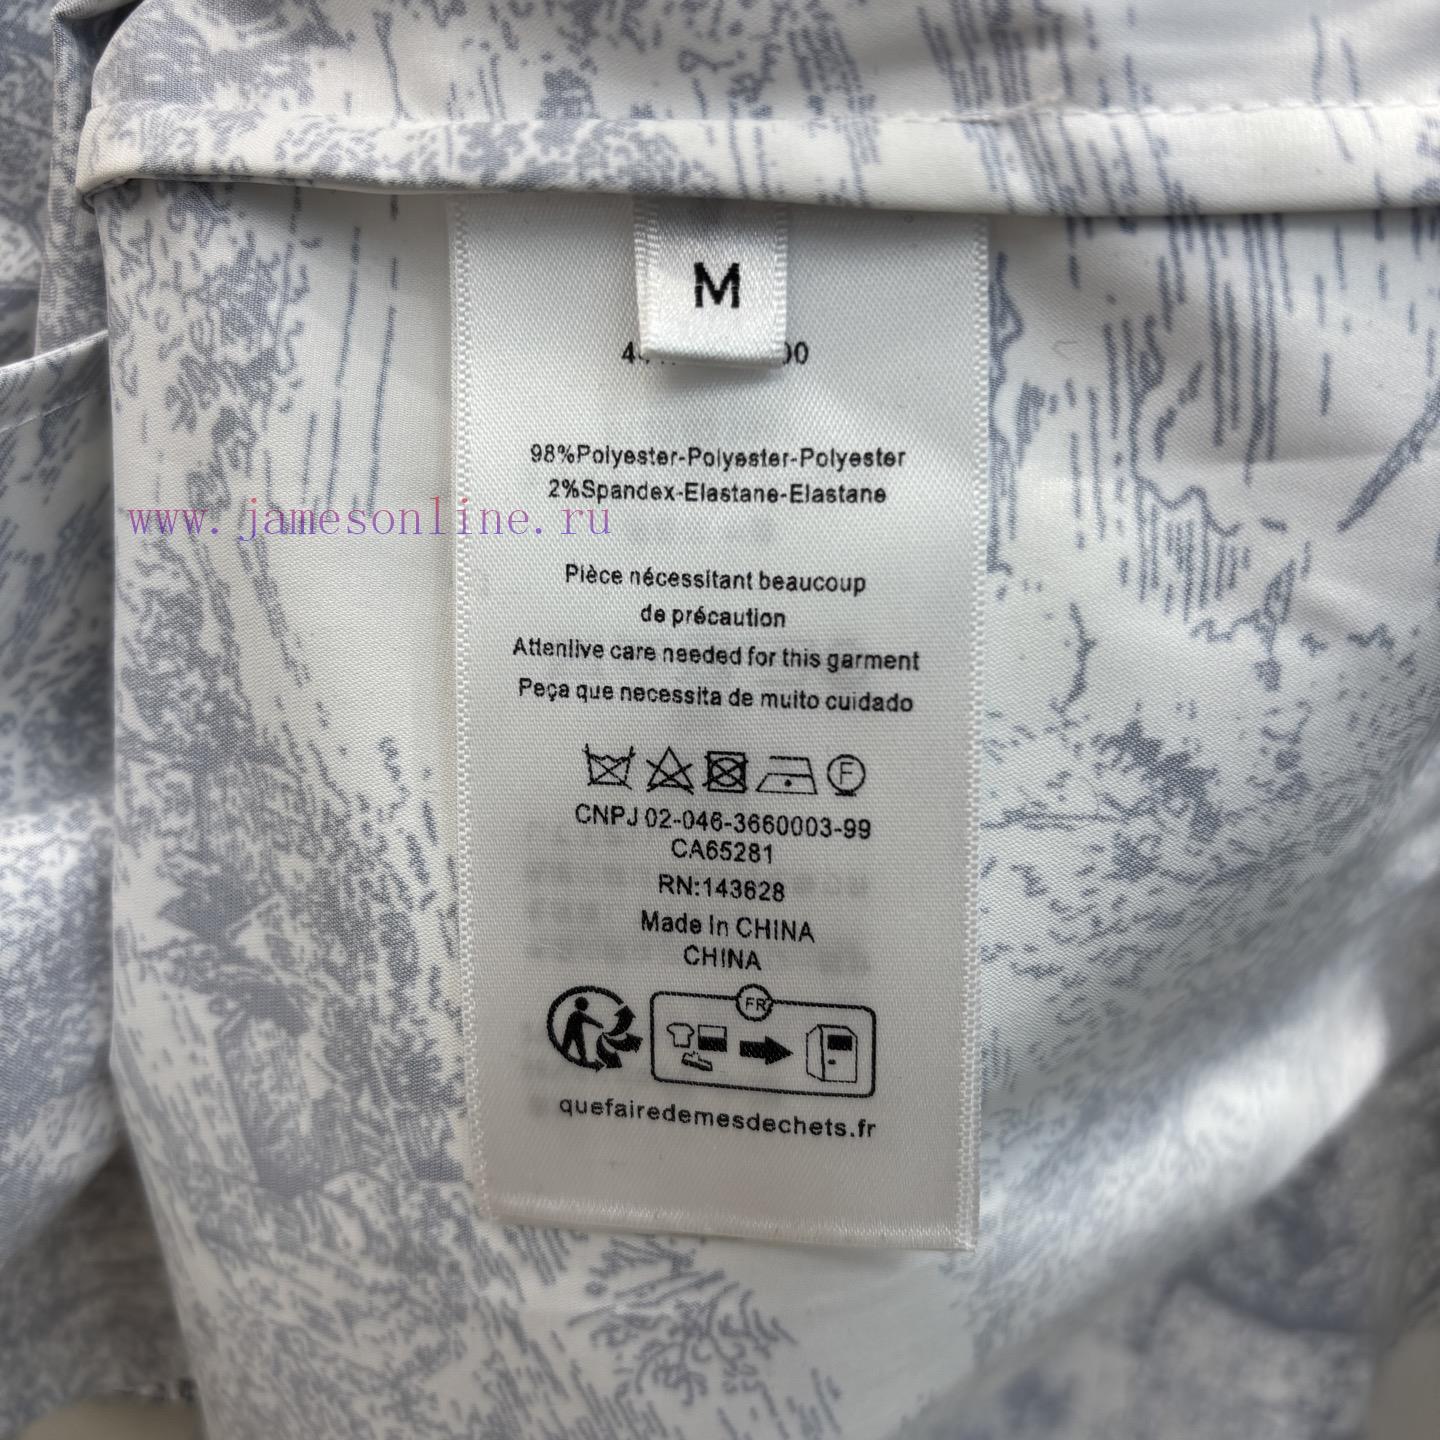 M
98%Polyester-Polyester-Polyester
2%Spandex-Elastane-Elastane
www.jamesonline.ru
Pièce nécessitant beaucoup
de précaution
Attenlive care needed for this garment
Peça que necessita de muito cuidado
F
CNPJ 02-046-3660003-99
CA65281
RN:143628
Made In CHINA
CHINA
FR
quefairedemesdechets.fr